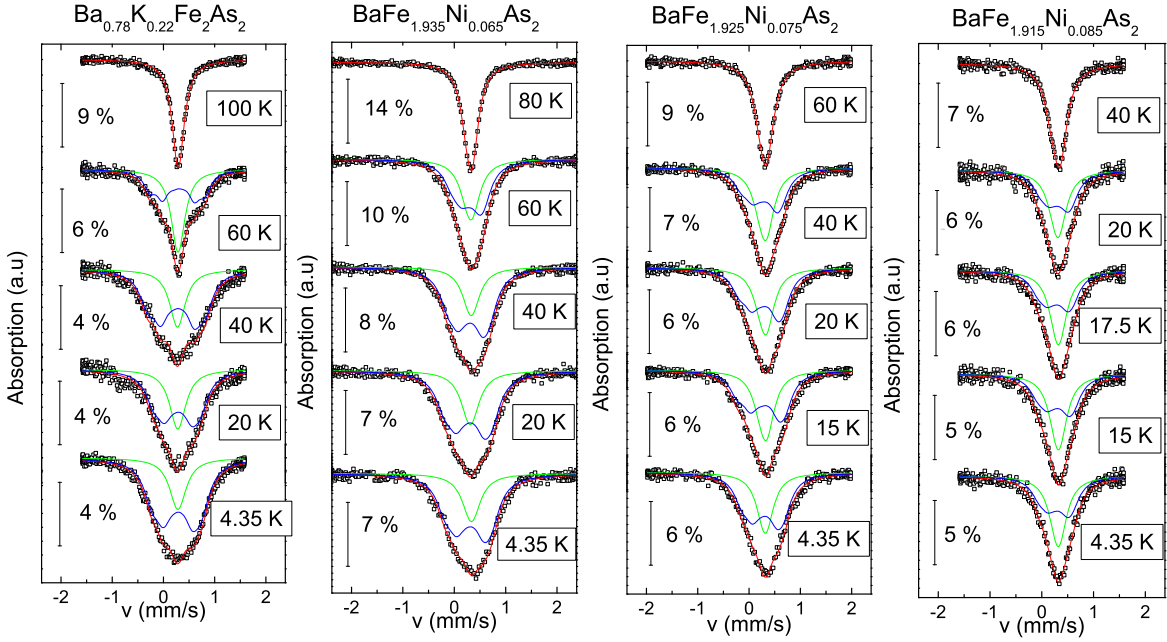 Ba0.78K0.22Fe2As2
Absorption (a.u)
9 %
100 K
6 %
60 K
4 %
40 K
4 %
20 K
4 %
4.35 K
-2 -1 0 1 2
v (mm/s)
BaFe1.935Ni0.065As2
Absorption (a.u)
14 %
80 K
10 %
60 K
8 %
40 K
7 %
20 K
7 %
4.35 K
-2 -1 0 1 2
v (mm/s)
BaFe1.925Ni0.075As2
Absorption (a.u)
9 %
60 K
7 %
40 K
6 %
20 K
6 %
15 K
6 %
4.35 K
-2 -1 0 1 2
v (mm/s)
BaFe1.915Ni0.085As2
Absorption (a.u)
7 %
40 K
6 %
20 K
6 %
17.5 K
5 %
15 K
5 %
4.35 K
-2 -1 0 1 2
v (mm/s)